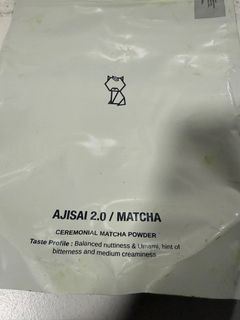 AJISAI 2.0 / MATCHA
CEREMONIAL MATCHA POWDER
Taste Profile : Balanced nuttiness & Umami, hint of
bitterness and medium creaminess